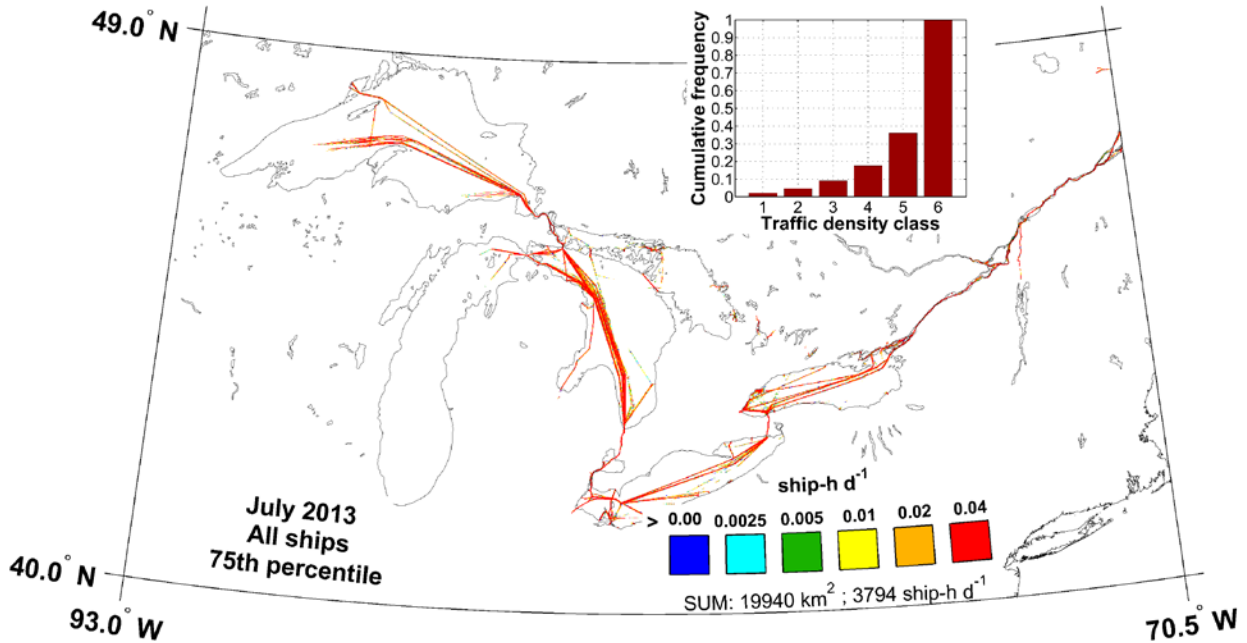 49.0° N
Cumulative frequency
1
0.9
0.8
0.7
0.6
0.5
0.4
0.3
0.2
0.1
0
1 2 3 4 5 6
Traffic density class
July 2013
All ships
75th percentile
ship-h d⁻¹
> 0.00 0.0025 0.005 0.01 0.02 0.04
SUM: 19940 km² ; 3794 ship-h d⁻¹
40.0° N
93.0° W
70.5° W